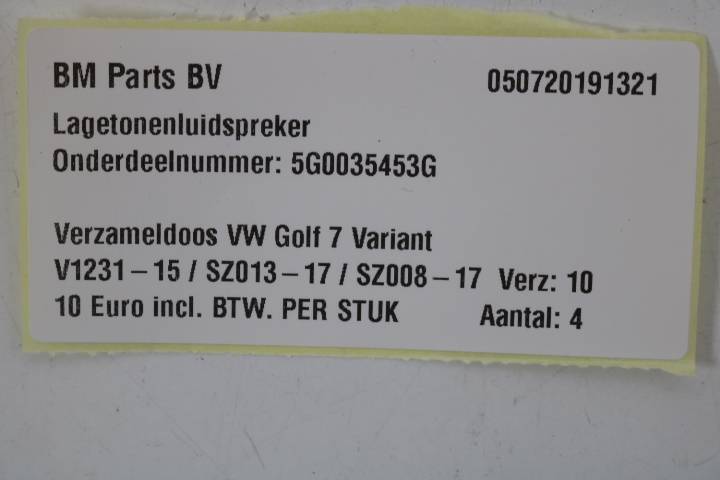 BM Parts BV 050720191321
Lagetonenluidspreker
Onderdeelnummer: 5G0035453G
Verzameldoos VW Golf 7 Variant
V1231-15 / SZ013-17 / SZ008-17 Verz: 10
10 Euro incl. BTW. PER STUK Aantal: 4